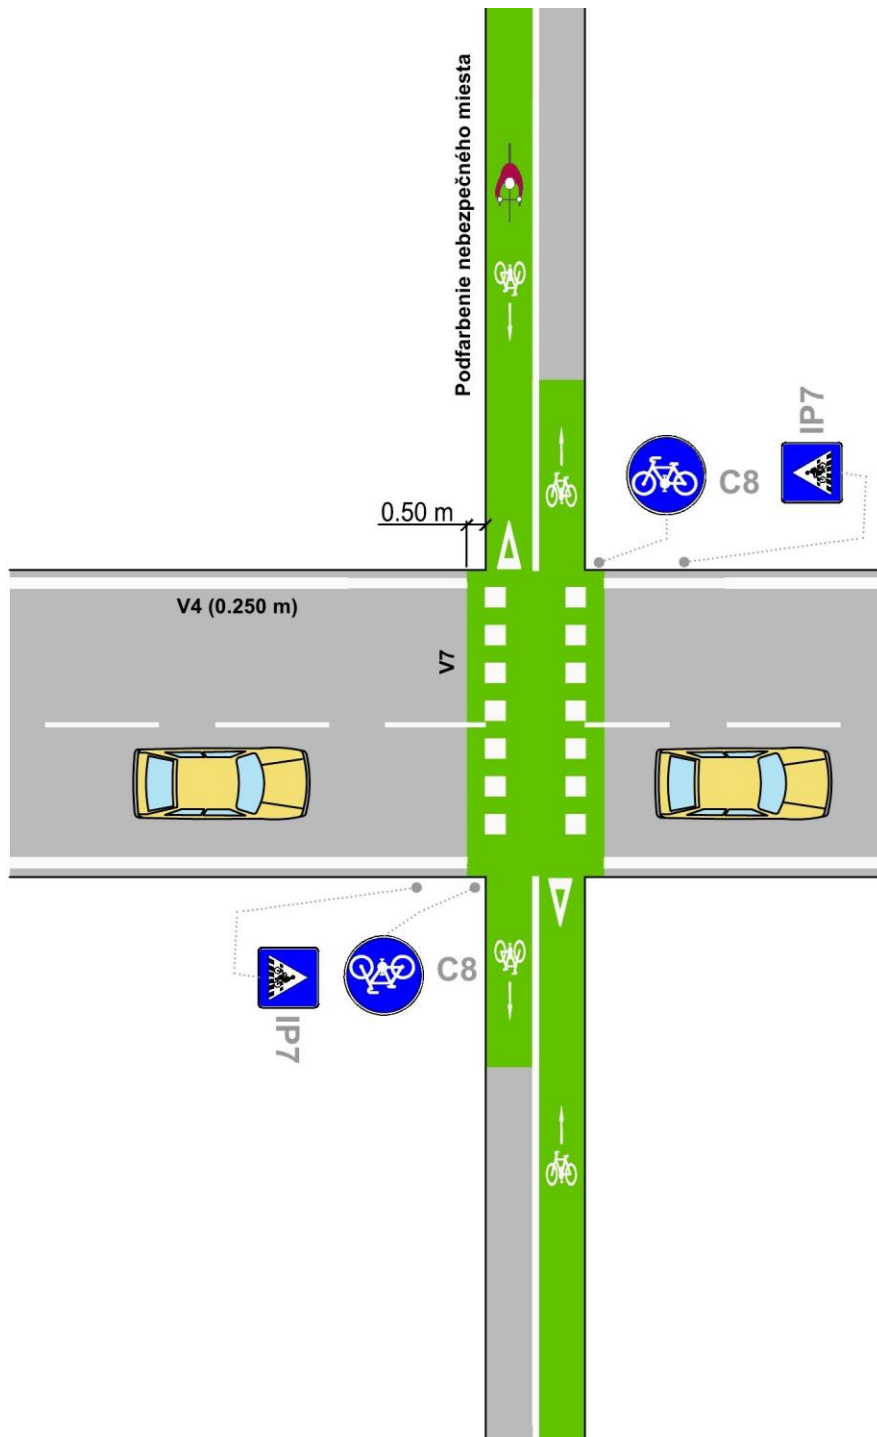 Podfarbenie nebezpečného miesta
IP7
C8
0.50 m
V4 (0.250 m)
V7
C8
IP7